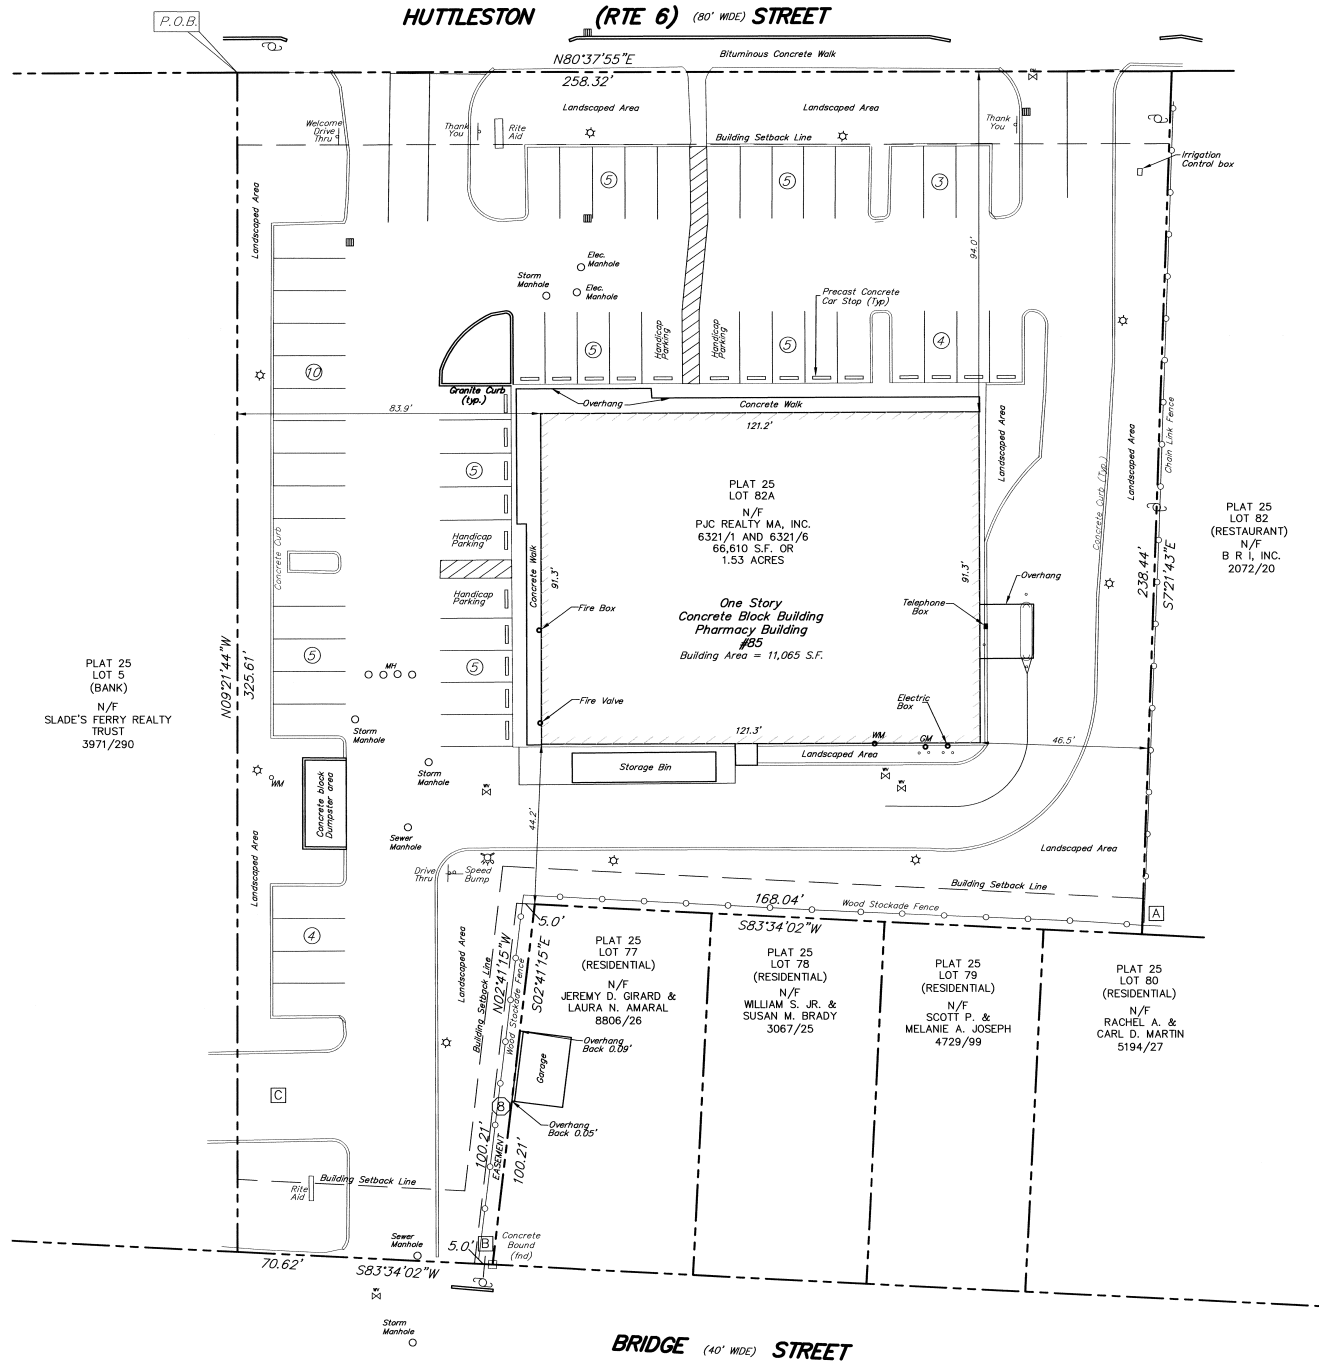 HUTTLESTON (RTE 6) (80' WIDE) STREET
P.O.B.
N80°37'55"E
258.32'
Bituminous Concrete Walk
Landscaped Area
Landscaped Area
Welcome
Drive
Thru
Thank
You
Rite
Aid
Building Setback Line
Thank
You
Irrigation
Control box
5
5
3
Landscaped Area
94.0'
Elec.
Manhole
Storm
Manhole
Elec.
Manhole
Precast Concrete
Car Stop (Typ)
Handicap
Parking
Handicap
Parking
5
5
4
10
Granite Curb
(typ.)
Overhang
Concrete Walk
83.9'
121.2'
Landscaped Area
Landscaped Area
Chain Link Fence
Concrete Curb (Typ.)
5
PLAT 25
LOT 82A
N/F
PJC REALTY MA, INC.
6321/1 AND 6321/6
66,610 S.F. OR
1.53 ACRES
PLAT 25
LOT 82
(RESTAURANT)
N/F
B R I, INC.
2072/20
Handicap
Parking
Concrete Curb
Concrete Walk
91.3'
91.3'
238.44'
S7°21'43"E
Overhang
Handicap
Parking
Fire Box
One Story
Concrete Block Building
Pharmacy Building
#85
Building Area = 11,065 S.F.
Telephone
Box
5
5
MH
N09°21'44"W
325.61'
PLAT 25
LOT 5
(BANK)
N/F
SLADE'S FERRY REALTY
TRUST
3971/290
Fire Valve
Electric
Box
Storm
Manhole
121.3'
WM
GM
46.5'
Landscaped Area
Storage Bin
Storm
Manhole
WM
Concrete block
Dumpster area
44.2'
Sewer
Manhole
Landscaped Area
Landscaped Area
Drive
Thru
Speed
Bump
Building Setback Line
168.04'
Wood Stockade Fence
A
5.0'
S83°34'02"W
4
Landscaped Area
Building Setback Line
N02°41'15"W
Wood Stockade Fence
S02°41'15"E
PLAT 25
LOT 77
(RESIDENTIAL)
N/F
JEREMY D. GIRARD &
LAURA N. AMARAL
8806/26
PLAT 25
LOT 78
(RESIDENTIAL)
N/F
WILLIAM S. JR. &
SUSAN M. BRADY
3067/25
PLAT 25
LOT 79
(RESIDENTIAL)
N/F
SCOTT P. &
MELANIE A. JOSEPH
4729/99
PLAT 25
LOT 80
(RESIDENTIAL)
N/F
RACHEL A. &
CARL D. MARTIN
5194/27
Overhang
Back 0.09'
Garage
C
8
Overhang
Back 0.05'
100.21'
EASEMENT
100.21'
Building Setback Line
Rite
Aid
Sewer
Manhole
5.0'
B
Concrete
Bound
(fnd)
70.62'
S83°34'02"W
Storm
Manhole
BRIDGE (40' WIDE) STREET